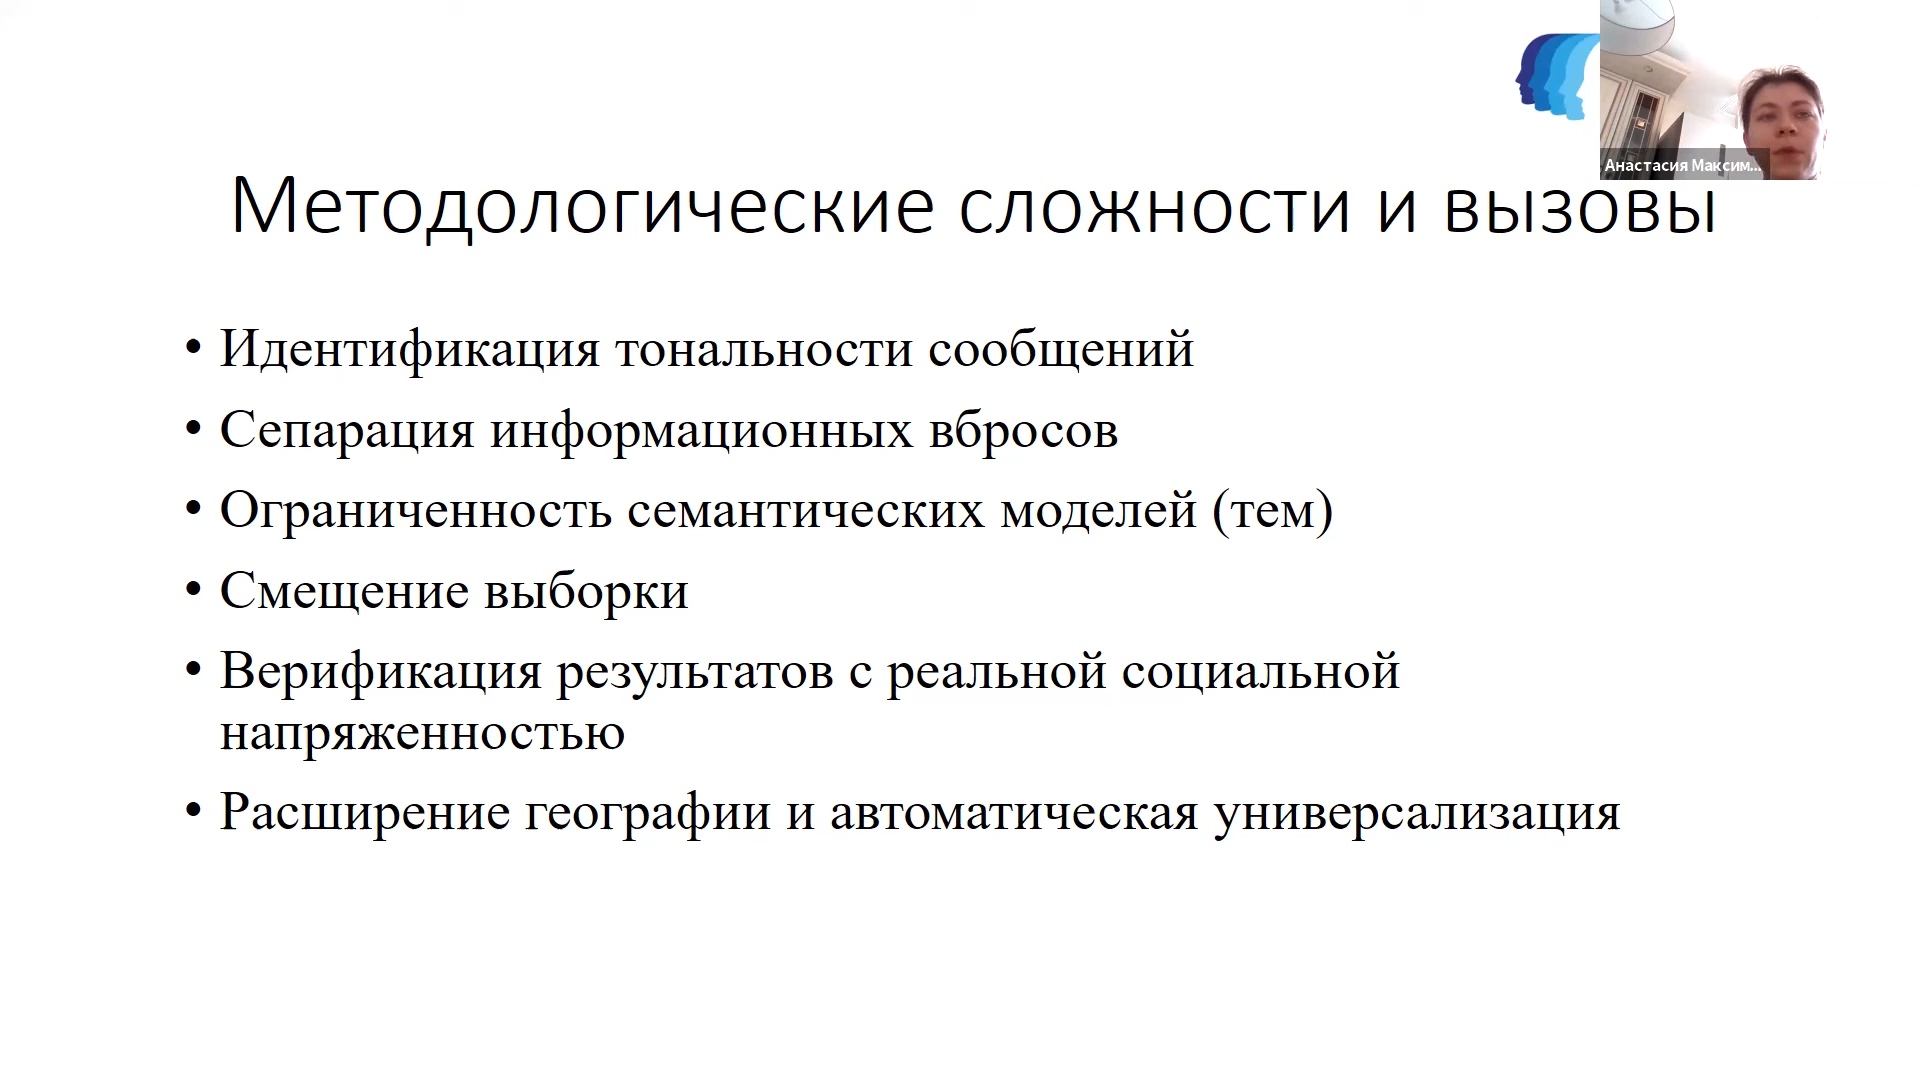 Анастасия Максим...
Методологические сложности и вызовы
• Идентификация тональности сообщений
• Сепарация информационных вбросов
• Ограниченность семантических моделей (тем)
• Смещение выборки
• Верификация результатов с реальной социальной
напряженностью
• Расширение географии и автоматическая универсализация